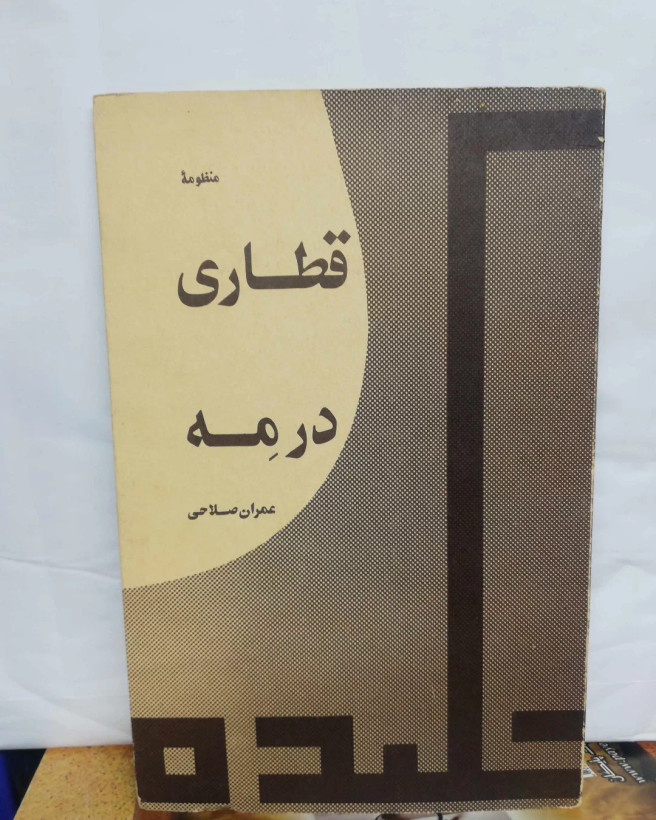 منظومهٔ
قطاری
در مِه
عمران صلاحی